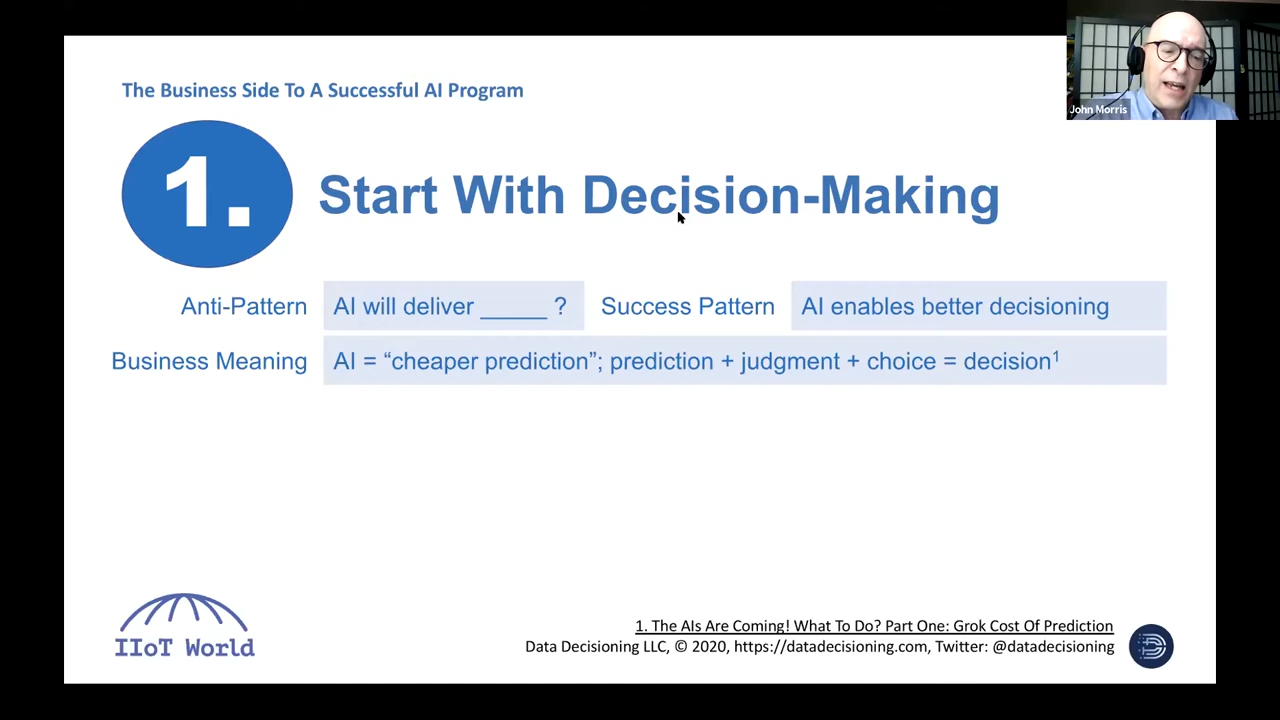 John Morris
The Business Side To A Successful AI Program
1. Start With Decision-Making
Anti-Pattern AI will deliver _____ ? Success Pattern AI enables better decisioning
Business Meaning AI = “cheaper prediction”; prediction + judgment + choice = decision¹
IIoT World
1. The AIs Are Coming! What To Do? Part One: Grok Cost Of Prediction
Data Decisioning LLC, © 2020, https://datadecisioning.com, Twitter: @datadecisioning